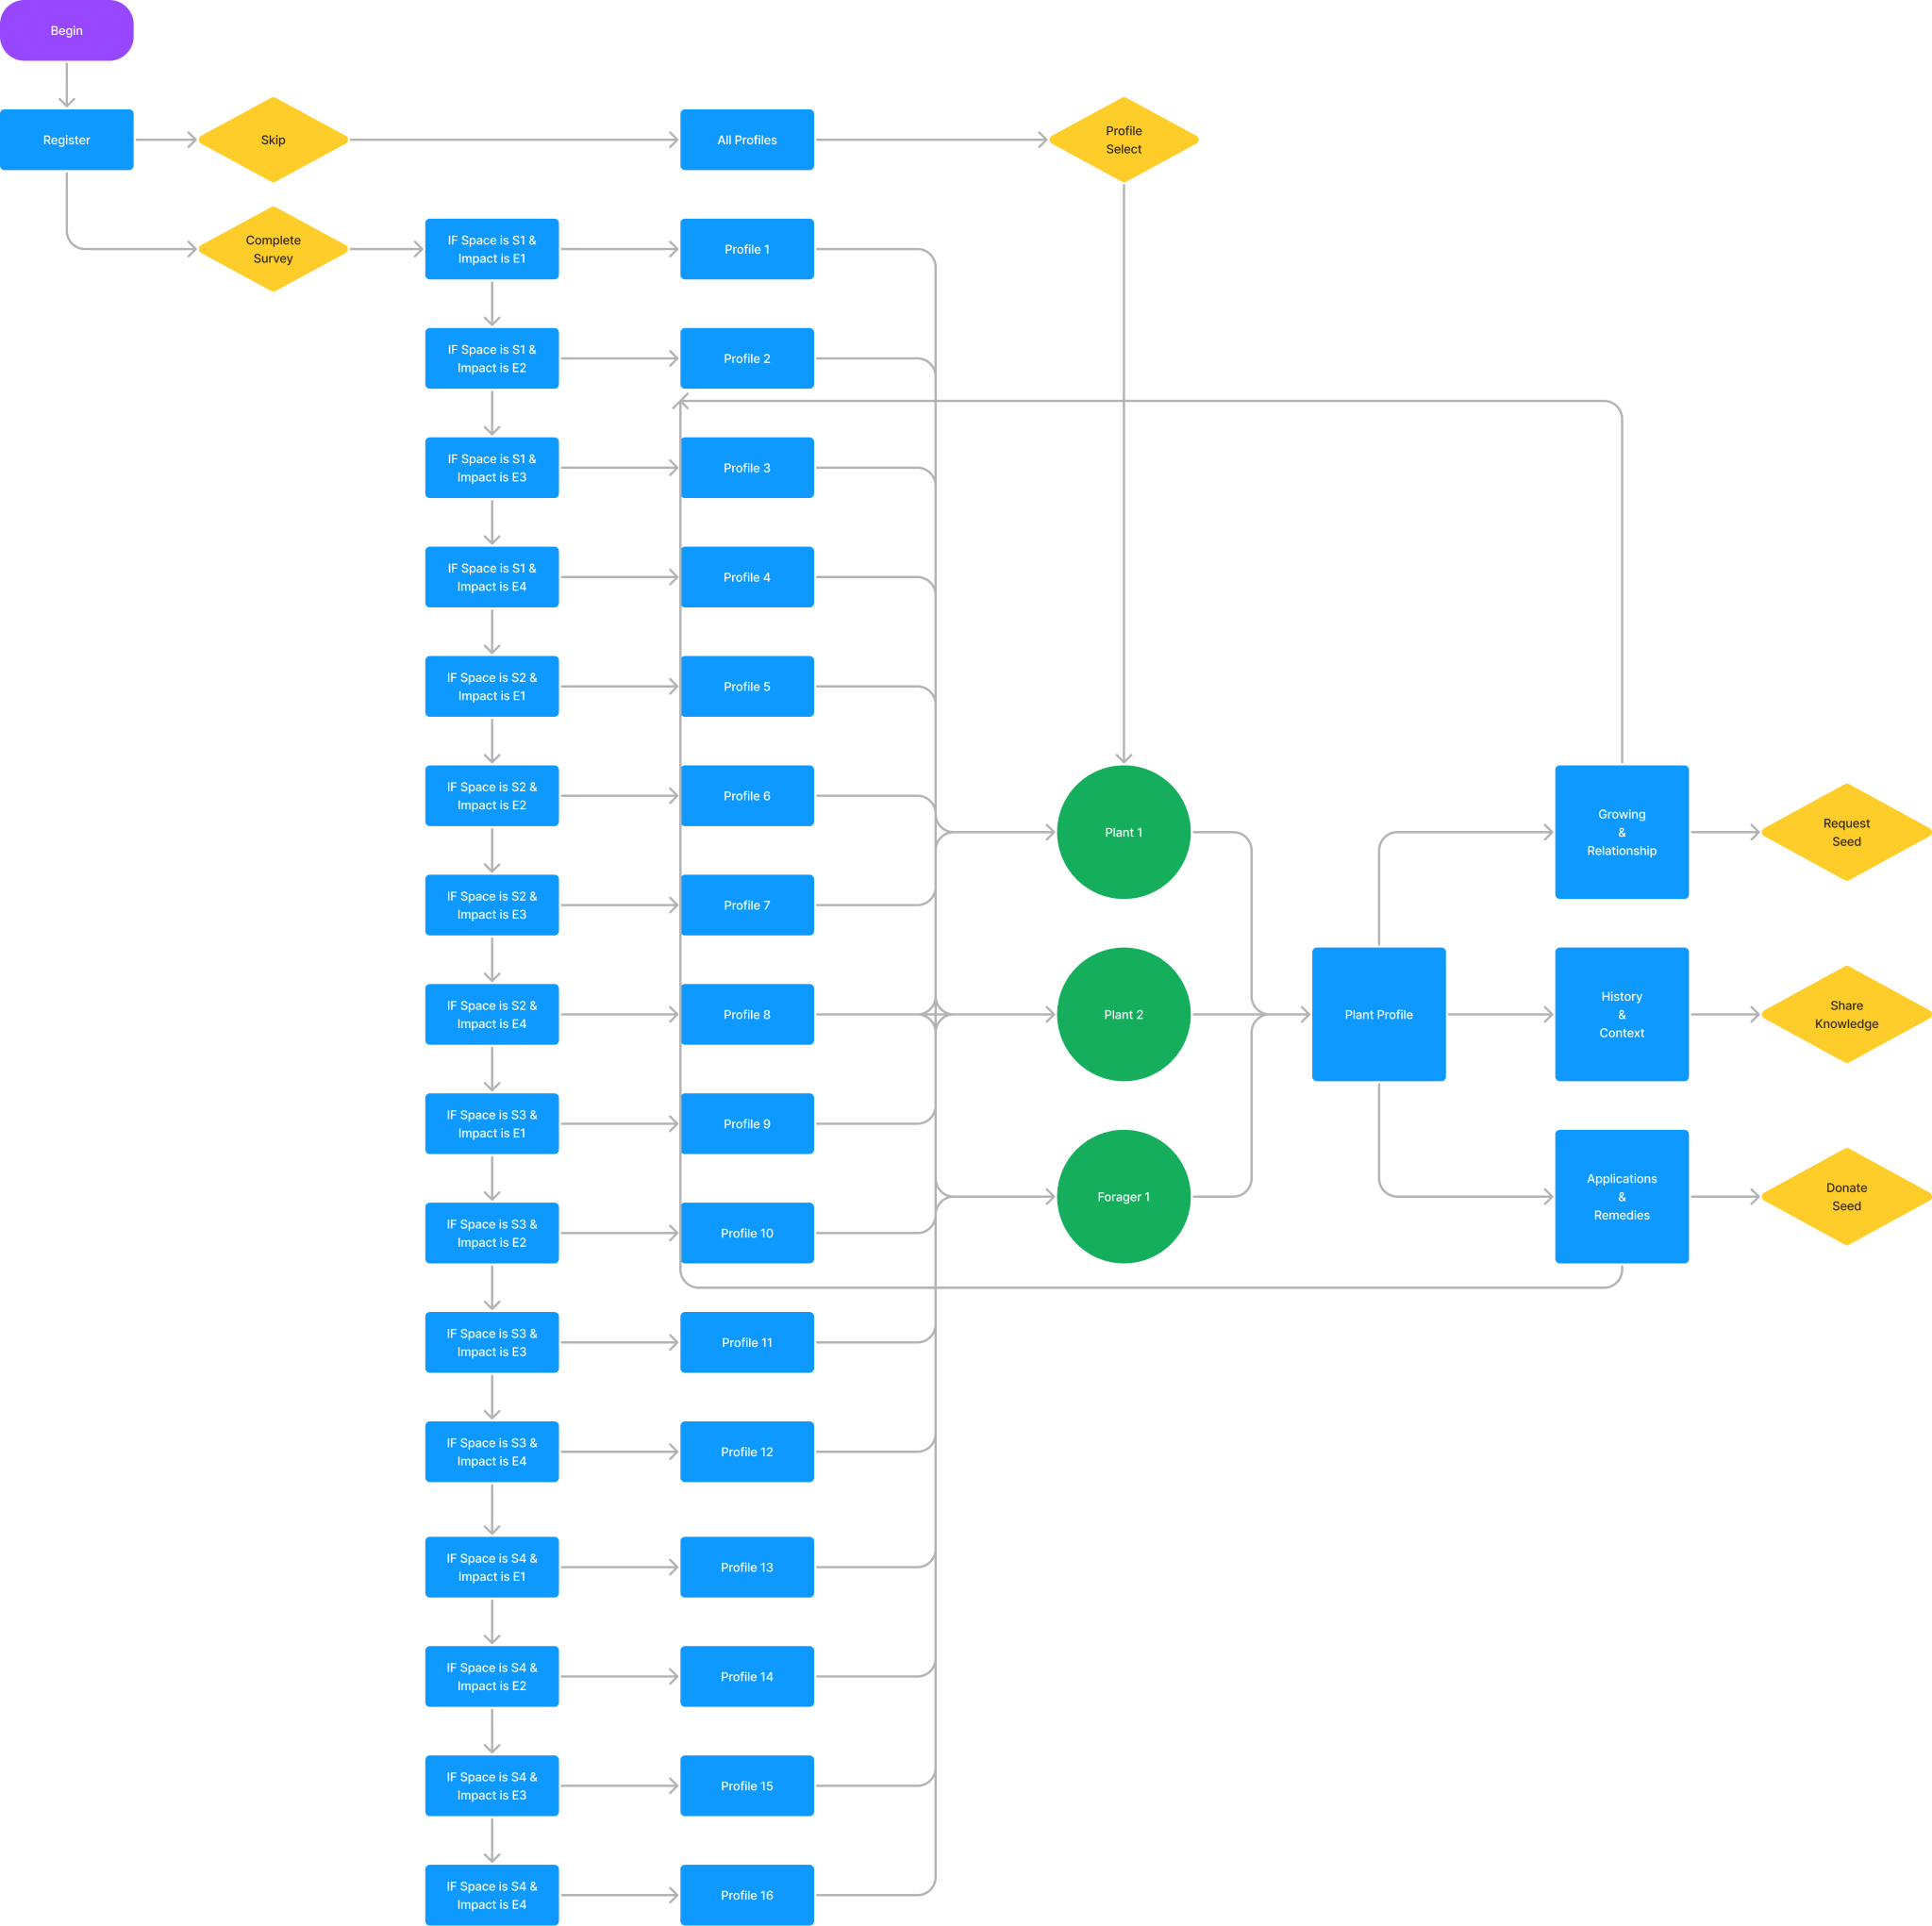 Begin
Register
Skip
All Profiles
Profile
Select
Complete
Survey
IF Space is S1 &
Impact is E1
Profile 1
IF Space is S1 &
Impact is E2
Profile 2
IF Space is S1 &
Impact is E3
Profile 3
IF Space is S1 &
Impact is E4
Profile 4
IF Space is S2 &
Impact is E1
Profile 5
IF Space is S2 &
Impact is E2
Profile 6
IF Space is S2 &
Impact is E3
Profile 7
IF Space is S2 &
Impact is E4
Profile 8
IF Space is S3 &
Impact is E1
Profile 9
IF Space is S3 &
Impact is E2
Profile 10
IF Space is S3 &
Impact is E3
Profile 11
IF Space is S3 &
Impact is E4
Profile 12
IF Space is S4 &
Impact is E1
Profile 13
IF Space is S4 &
Impact is E2
Profile 14
IF Space is S4 &
Impact is E3
Profile 15
IF Space is S4 &
Impact is E4
Profile 16
Plant 1
Plant 2
Forager 1
Plant Profile
Growing
&
Relationship
Request
Seed
History
&
Context
Share
Knowledge
Applications
&
Remedies
Donate
Seed